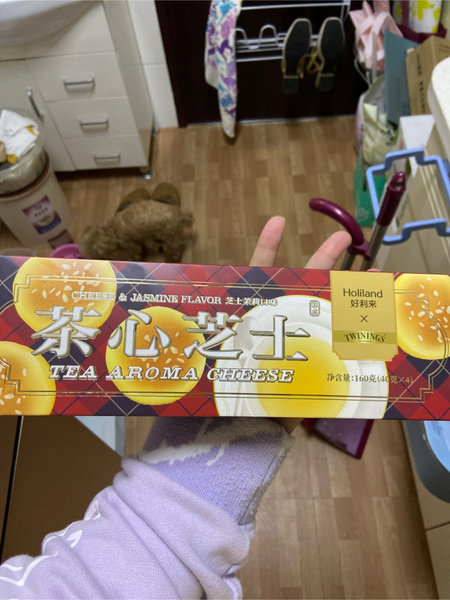 CHEESE & JASMINE FLAVOR 芝士茉莉口味
茶心芝士
TEA AROMA CHEESE
Holiland
好利来
×
TWININGS
净含量:160克(40克×4)